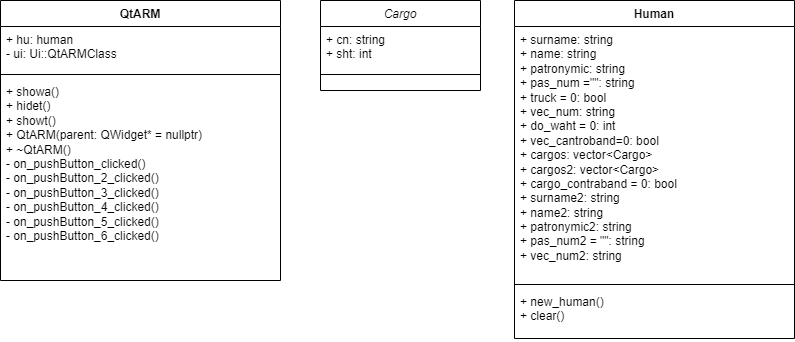 QtARM
+ hu: human
- ui: Ui::QtARMClass
+ showa()
+ hidet()
+ showt()
+ QtARM(parent: QWidget* = nullptr)
+ ~QtARM()
- on_pushButton_clicked()
- on_pushButton_2_clicked()
- on_pushButton_3_clicked()
- on_pushButton_4_clicked()
- on_pushButton_5_clicked()
- on_pushButton_6_clicked()
Cargo
+ cn: string
+ sht: int
Human
+ surname: string
+ name: string
+ patronymic: string
+ pas_num ="": string
+ truck = 0: bool
+ vec_num: string
+ do_waht = 0: int
+ vec_cantroband=0: bool
+ cargos: vector<Cargo>
+ cargos2: vector<Cargo>
+ cargo_contraband = 0: bool
+ surname2: string
+ name2: string
+ patronymic2: string
+ pas_num2 = "": string
+ vec_num2: string
+ new_human()
+ clear()